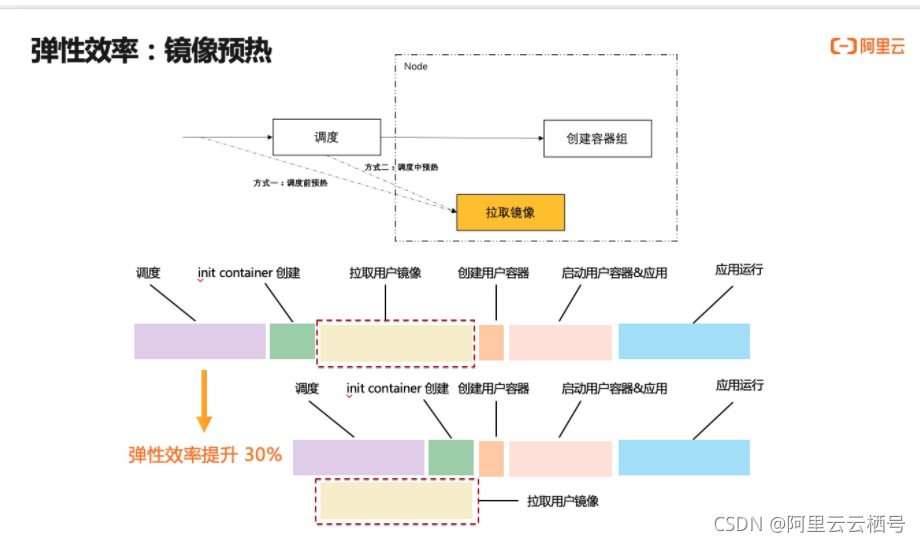 弹性效率：镜像预热
阿里云
Node
调度
创建容器组
方式二：调度中预热
方式一：调度前预热
拉取镜像
调度
init container 创建
拉取用户镜像
创建用户容器
启动用户容器&应用
应用运行
调度
init container 创建
创建用户容器
启动用户容器&应用
应用运行
弹性效率提升 30%
拉取用户镜像
CSDN @阿里云云栖号